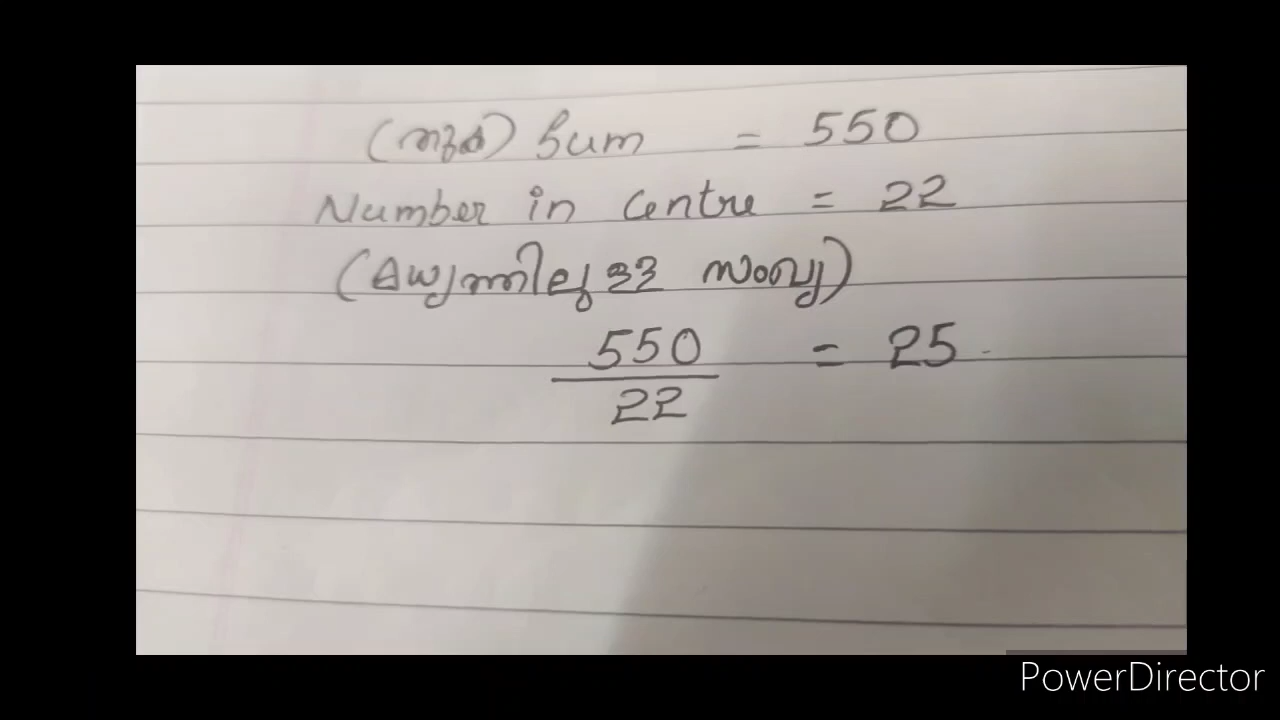 (തുക) Sum = 550
Number in centre = 22
(മധ്യത്തിലുള്ള സംഖ്യ)
550 = 25
22
PowerDirector